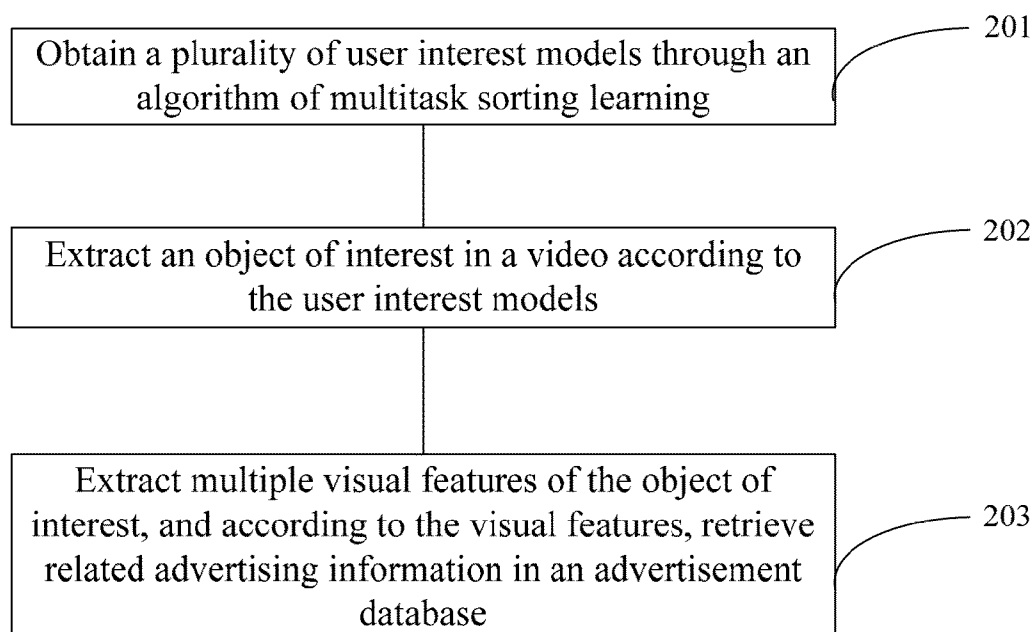 201
Obtain a plurality of user interest models through an
algorithm of multitask sorting learning
202
Extract an object of interest in a video according to
the user interest models
203
Extract multiple visual features of the object of
interest, and according to the visual features, retrieve
related advertising information in an advertisement
database